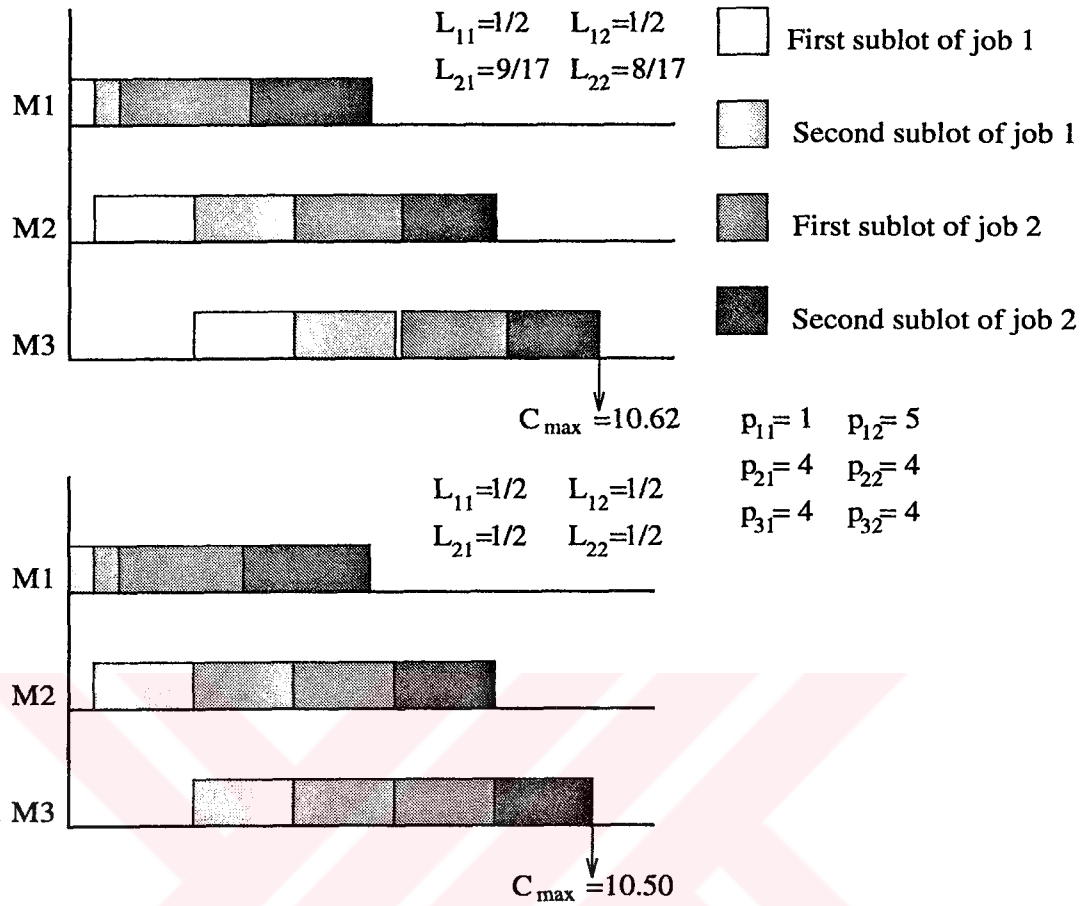 L11=1/2 L12=1/2
L21=9/17 L22=8/17
First sublot of job 1
Second sublot of job 1
First sublot of job 2
Second sublot of job 2
M1
M2
M3
C max =10.62
p11= 1 p12= 5
p21= 4 p22= 4
p31= 4 p32= 4
L11=1/2 L12=1/2
L21=1/2 L22=1/2
M1
M2
M3
C max =10.50